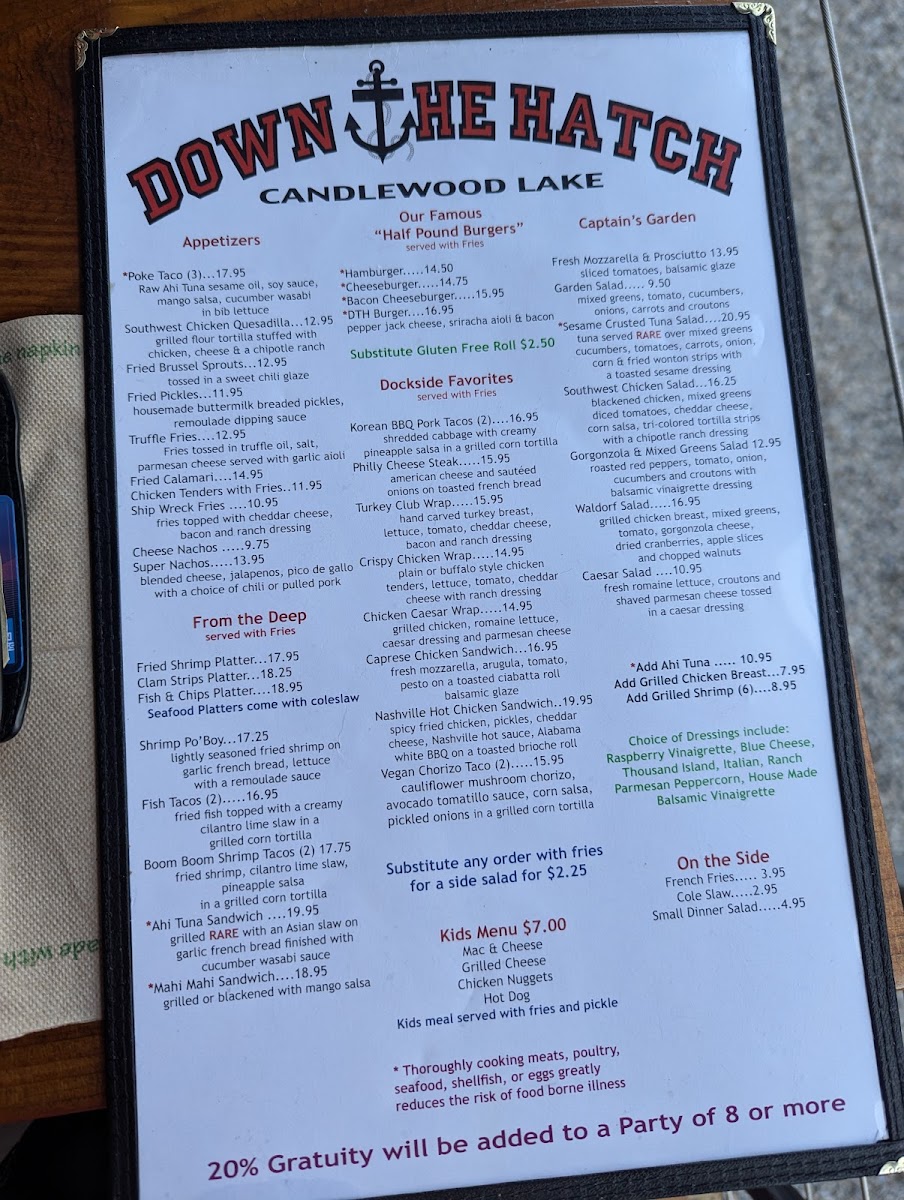 DOWN THE HATCH
CANDLEWOOD LAKE
Appetizers
*Poke Taco (3)...17.95
Raw Ahi Tuna sesame oil, soy sauce,
mango salsa, cucumber wasabi
in bib lettuce
Southwest Chicken Quesadilla...12.95
grilled flour tortilla stuffed with
chicken, cheese & a chipotle ranch
Fried Brussel Sprouts...12.95
tossed in a sweet chili glaze
Fried Pickles...11.95
housemade buttermilk breaded pickles,
remoulade dipping sauce
Truffle Fries....12.95
Fries tossed in truffle oil, salt,
parmesan cheese served with garlic aioli
Fried Calamari....14.95
Chicken Tenders with Fries..11.95
Ship Wreck Fries ....10.95
fries topped with cheddar cheese,
bacon and ranch dressing
Cheese Nachos .....9.75
Super Nachos.....13.95
blended cheese, jalapenos, pico de gallo
with a choice of chili or pulled pork
From the Deep
served with Fries
Fried Shrimp Platter...17.95
Clam Strips Platter....18.25
Fish & Chips Platter....18.95
Seafood Platters come with coleslaw
Shrimp Po'Boy...17.25
lightly seasoned fried shrimp on
garlic french bread, lettuce
with a remoulade sauce
Fish Tacos (2).....16.95
fried fish topped with a creamy
cilantro lime slaw in a
grilled corn tortilla
Boom Boom Shrimp Tacos (2) 17.75
fried shrimp, cilantro lime slaw,
pineapple salsa
in a grilled corn tortilla
*Ahi Tuna Sandwich ....19.95
grilled RARE with an Asian slaw on
garlic french bread finished with
cucumber wasabi sauce
*Mahi Mahi Sandwich....18.95
grilled or blackened with mango salsa
Our Famous
"Half Pound Burgers"
served with Fries
*Hamburger.....14.50
*Cheeseburger.....14.75
*Bacon Cheeseburger.....15.95
*DTH Burger....16.95
pepper jack cheese, sriracha aioli & bacon
Substitute Gluten Free Roll $2.50
Dockside Favorites
served with Fries
Korean BBQ Pork Tacos (2)....16.95
shredded cabbage with creamy
pineapple salsa in a grilled corn tortilla
Philly Cheese Steak.....15.95
american cheese and sautéed
onions on toasted french bread
Turkey Club Wrap.....15.95
hand carved turkey breast,
lettuce, tomato, cheddar cheese,
bacon and ranch dressing
Crispy Chicken Wrap.....14.95
plain or buffalo style chicken
tenders, lettuce, tomato, cheddar
cheese with ranch dressing
Chicken Caesar Wrap.....14.95
grilled chicken, romaine lettuce,
caesar dressing and parmesan cheese
Caprese Chicken Sandwich...16.95
fresh mozzarella, arugula, tomato,
pesto on a toasted ciabatta roll
balsamic glaze
Nashville Hot Chicken Sandwich..19.95
spicy fried chicken, pickles, cheddar
cheese, Nashville hot sauce, Alabama
white BBQ on a toasted brioche roll
Vegan Chorizo Taco (2).....15.95
cauliflower mushroom chorizo,
avocado tomatillo sauce, corn salsa,
pickled onions in a grilled corn tortilla
Substitute any order with fries
for a side salad for $2.25
Kids Menu $7.00
Mac & Cheese
Grilled Cheese
Chicken Nuggets
Hot Dog
Kids meal served with fries and pickle
* Thoroughly cooking meats, poultry,
seafood, shellfish, or eggs greatly
reduces the risk of food borne illness
Captain's Garden
Fresh Mozzarella & Prosciutto 13.95
sliced tomatoes, balsamic glaze
Garden Salad..... 9.50
mixed greens, tomato, cucumbers,
onions, carrots and croutons
*Sesame Crusted Tuna Salad....20.95
tuna served RARE over mixed greens
cucumbers, tomatoes, carrots, onion,
corn & fried wonton strips with
a toasted sesame dressing
Southwest Chicken Salad...16.25
blackened chicken, mixed greens
diced tomatoes, cheddar cheese,
corn salsa, tri-colored tortilla strips
with a chipotle ranch dressing
Gorgonzola & Mixed Greens Salad 12.95
roasted red peppers, tomato, onion,
cucumbers and croutons with
balsamic vinaigrette dressing
Waldorf Salad.....16.95
grilled chicken breast, mixed greens,
tomato, gorgonzola cheese,
dried cranberries, apple slices
and chopped walnuts
Caesar Salad ....10.95
fresh romaine lettuce, croutons and
shaved parmesan cheese tossed
in a caesar dressing
*Add Ahi Tuna ..... 10.95
Add Grilled Chicken Breast...7.95
Add Grilled Shrimp (6)....8.95
Choice of Dressings include:
Raspberry Vinaigrette, Blue Cheese,
Thousand Island, Italian, Ranch
Parmesan Peppercorn, House Made
Balsamic Vinaigrette
On the Side
French Fries..... 3.95
Cole Slaw.....2.95
Small Dinner Salad.....4.95
20% Gratuity will be added to a Party of 8 or more
napkin
ade with